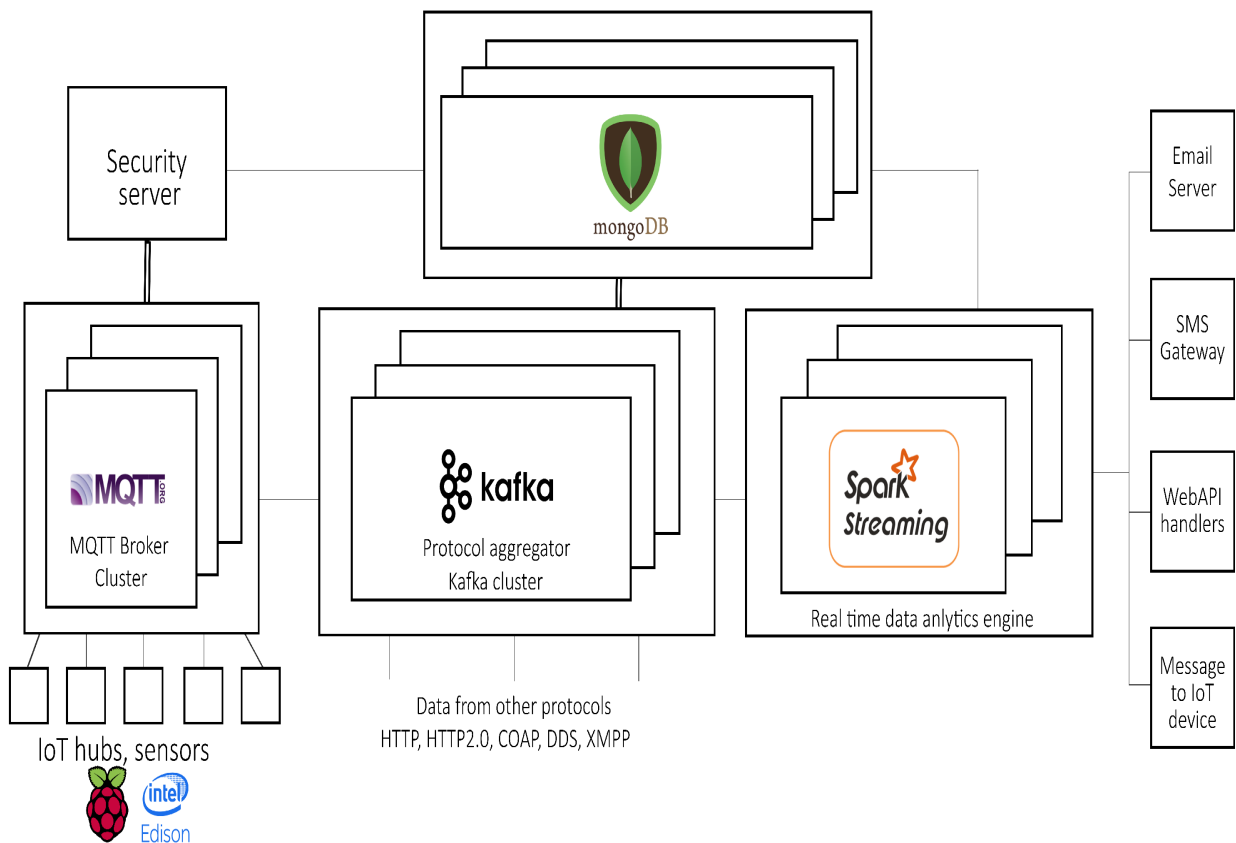 mongoDB
Security
server
Email
Server
SMS
Gateway
MQTT.ORG
MQTT Broker
Cluster
kafka
Protocol aggregator
Kafka cluster
Spark
Streaming
Real time data anlytics engine
WebAPI
handlers
Message
to IoT
device
Data from other protocols
HTTP, HTTP2.0, COAP, DDS, XMPP
IoT hubs, sensors
intel
Edison